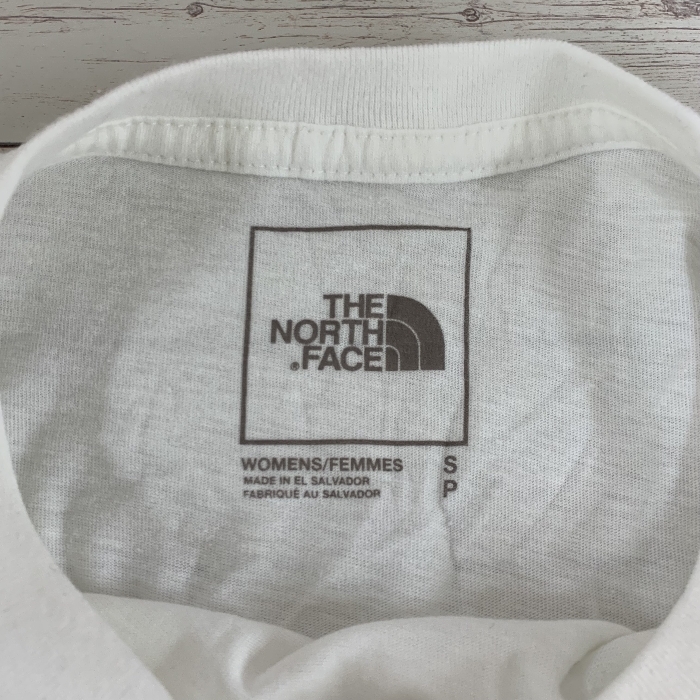 THE
NORTH
®FACE
WOMENS/FEMMES S
MADE IN EL SALVADOR
FABRIQUÉ AU SALVADOR P